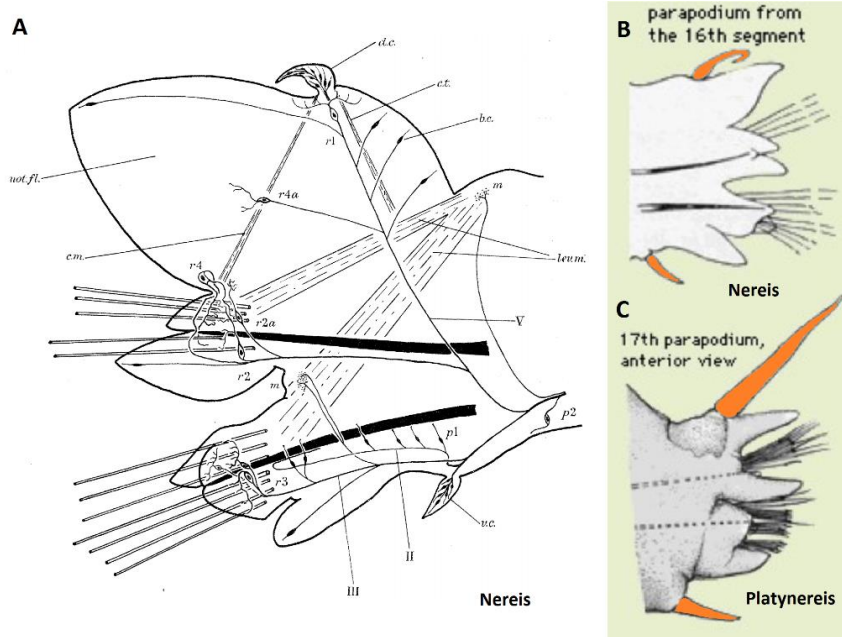 A
d.c.
c.t.
b.c.
r1
not.fl.
r4a
m
c.m.
lev.m.
r4
r2a
V
r2
m
p2
p1
r3
v.c.
II
III
Nereis
B
parapodium from
the 16th segment
Nereis
C
17th parapodium,
anterior view
Platynereis